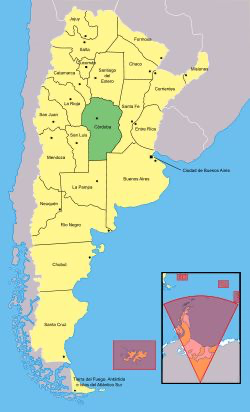 Jujuy
Salta
Formosa
Tucumán
Chaco
Misiones
Santiago
del
Estero
Catamarca
Corrientes
La Rioja
Santa Fe
San Juan
Córdoba
Entre Ríos
San Luis
Mendoza
Ciudad de Buenos Aires
Buenos Aires
La Pampa
Neuquén
Río Negro
Chubut
Santa Cruz
Tierra del Fuego, Antártida
e Islas del Atlántico Sur